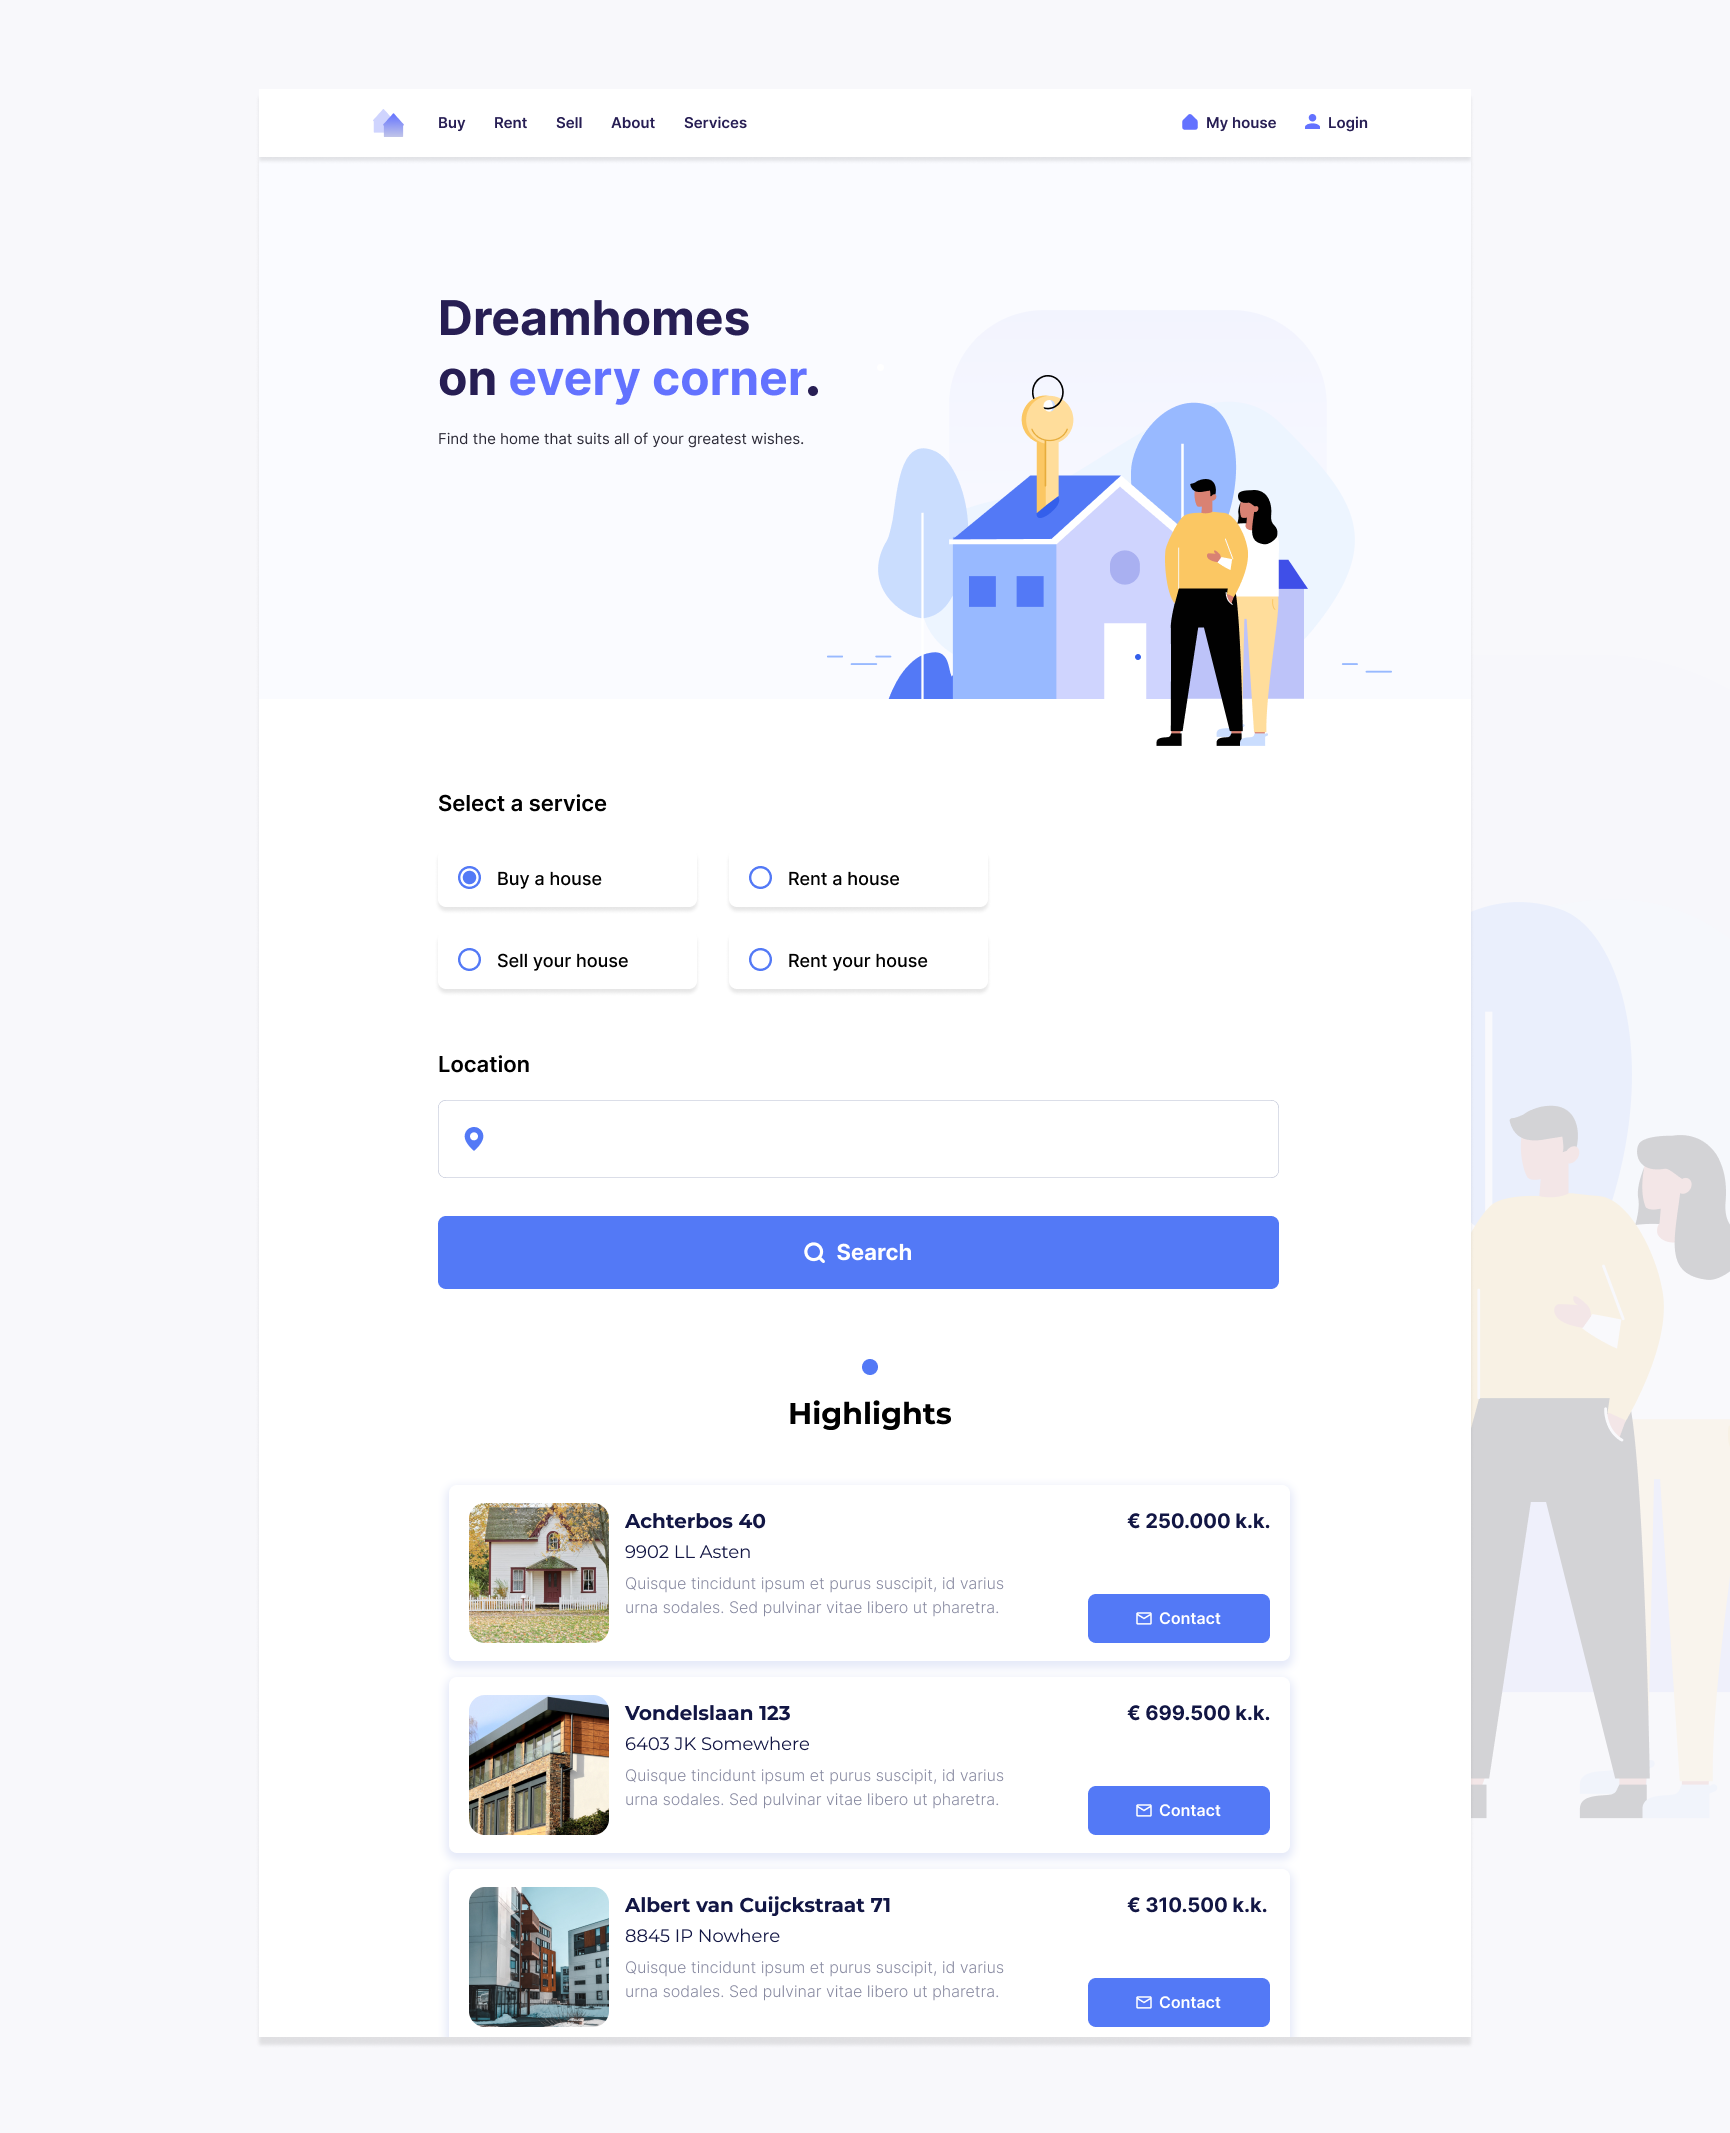 Buy Rent Sell About Services My house Login
Dreamhomes
on every corner.
Find the home that suits all of your greatest wishes.
Select a service
Buy a house
Rent a house
Sell your house
Rent your house
Location
Search
Highlights
Achterbos 40
€ 250.000 k.k.
9902 LL Asten
Quisque tincidunt ipsum et purus suscipit, id varius
urna sodales. Sed pulvinar vitae libero ut pharetra.
Contact
Vondelslaan 123
€ 699.500 k.k.
6403 JK Somewhere
Quisque tincidunt ipsum et purus suscipit, id varius
urna sodales. Sed pulvinar vitae libero ut pharetra.
Contact
Albert van Cuijckstraat 71
€ 310.500 k.k.
8845 IP Nowhere
Quisque tincidunt ipsum et purus suscipit, id varius
urna sodales. Sed pulvinar vitae libero ut pharetra.
Contact